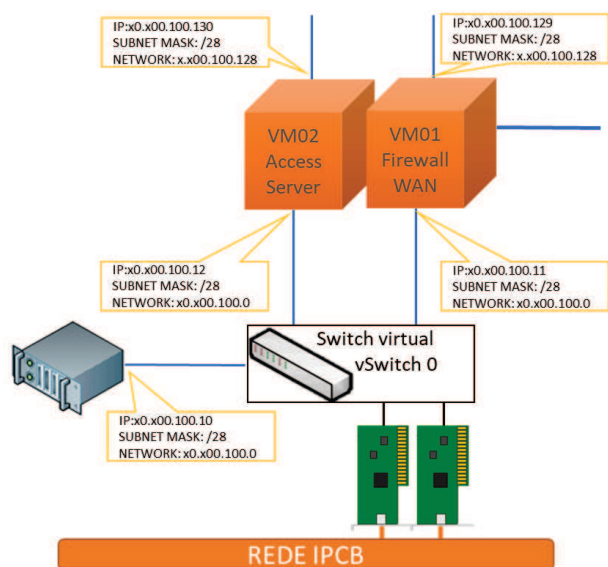 IP:x0.x00.100.130
SUBNET MASK: /28
NETWORK: x.x00.100.128
IP:x0.x00.100.129
SUBNET MASK: /28
NETWORK: x.x00.100.128
VM02
Access
Server
VM01
Firewall
WAN
IP:x0.x00.100.12
SUBNET MASK: /28
NETWORK: x0.x00.100.0
IP:x0.x00.100.11
SUBNET MASK: /28
NETWORK: x0.x00.100.0
Switch virtual
vSwitch 0
IP:x0.x00.100.10
SUBNET MASK: /28
NETWORK: x0.x00.100.0
REDE IPCB